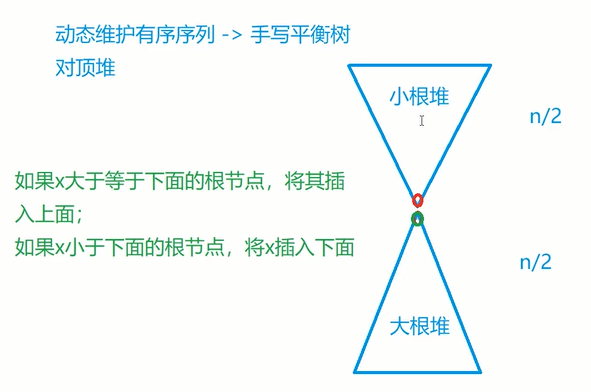 动态维护有序序列 -> 手写平衡树
对顶堆
小根堆
n/2
如果x大于等于下面的根节点，将其插
入上面；
如果x小于下面的根节点，将x插入下面
n/2
大根堆